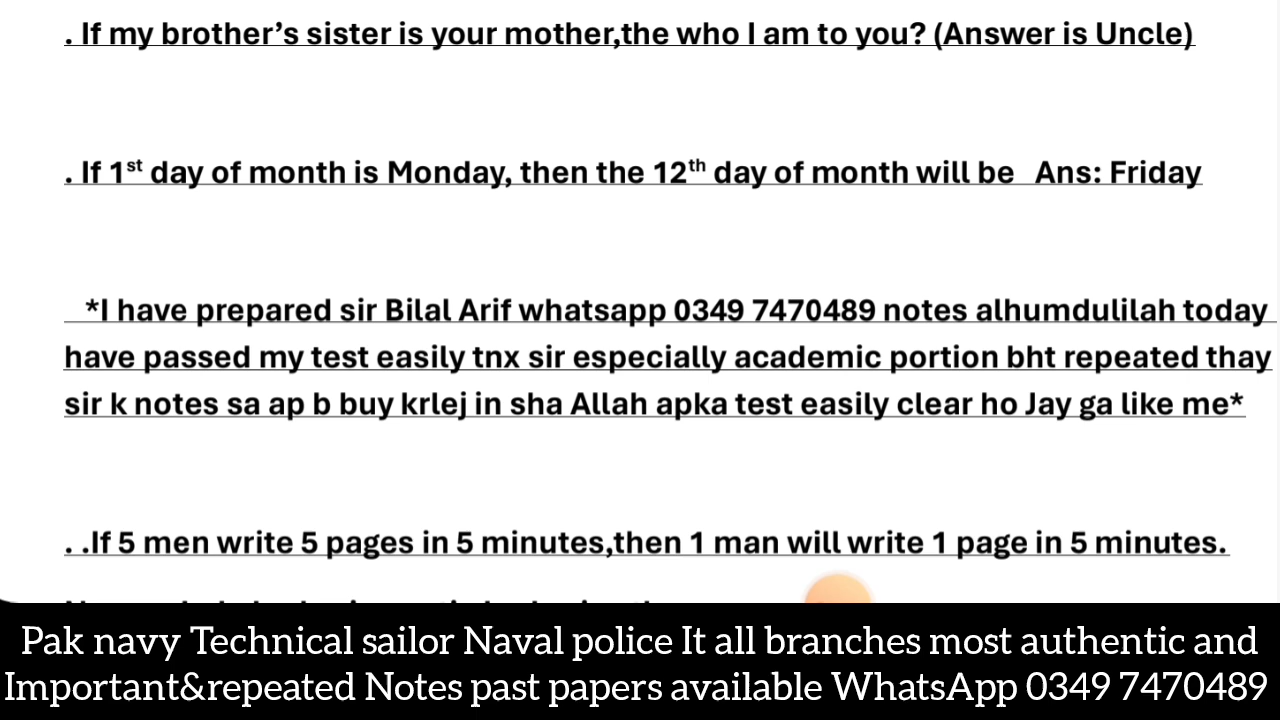 . If my brother’s sister is your mother,the who I am to you? (Answer is Uncle)
. If 1st day of month is Monday, then the 12th day of month will be   Ans: Friday
*I have prepared sir Bilal Arif whatsapp 0349 7470489 notes alhumdulilah today
have passed my test easily tnx sir especially academic portion bht repeated thay
sir k notes sa ap b buy krlej in sha Allah apka test easily clear ho Jay ga like me*
. .If 5 men write 5 pages in 5 minutes,then 1 man will write 1 page in 5 minutes.
Pak navy Technical sailor Naval police It all branches most authentic and
Important&repeated Notes past papers available WhatsApp 0349 7470489